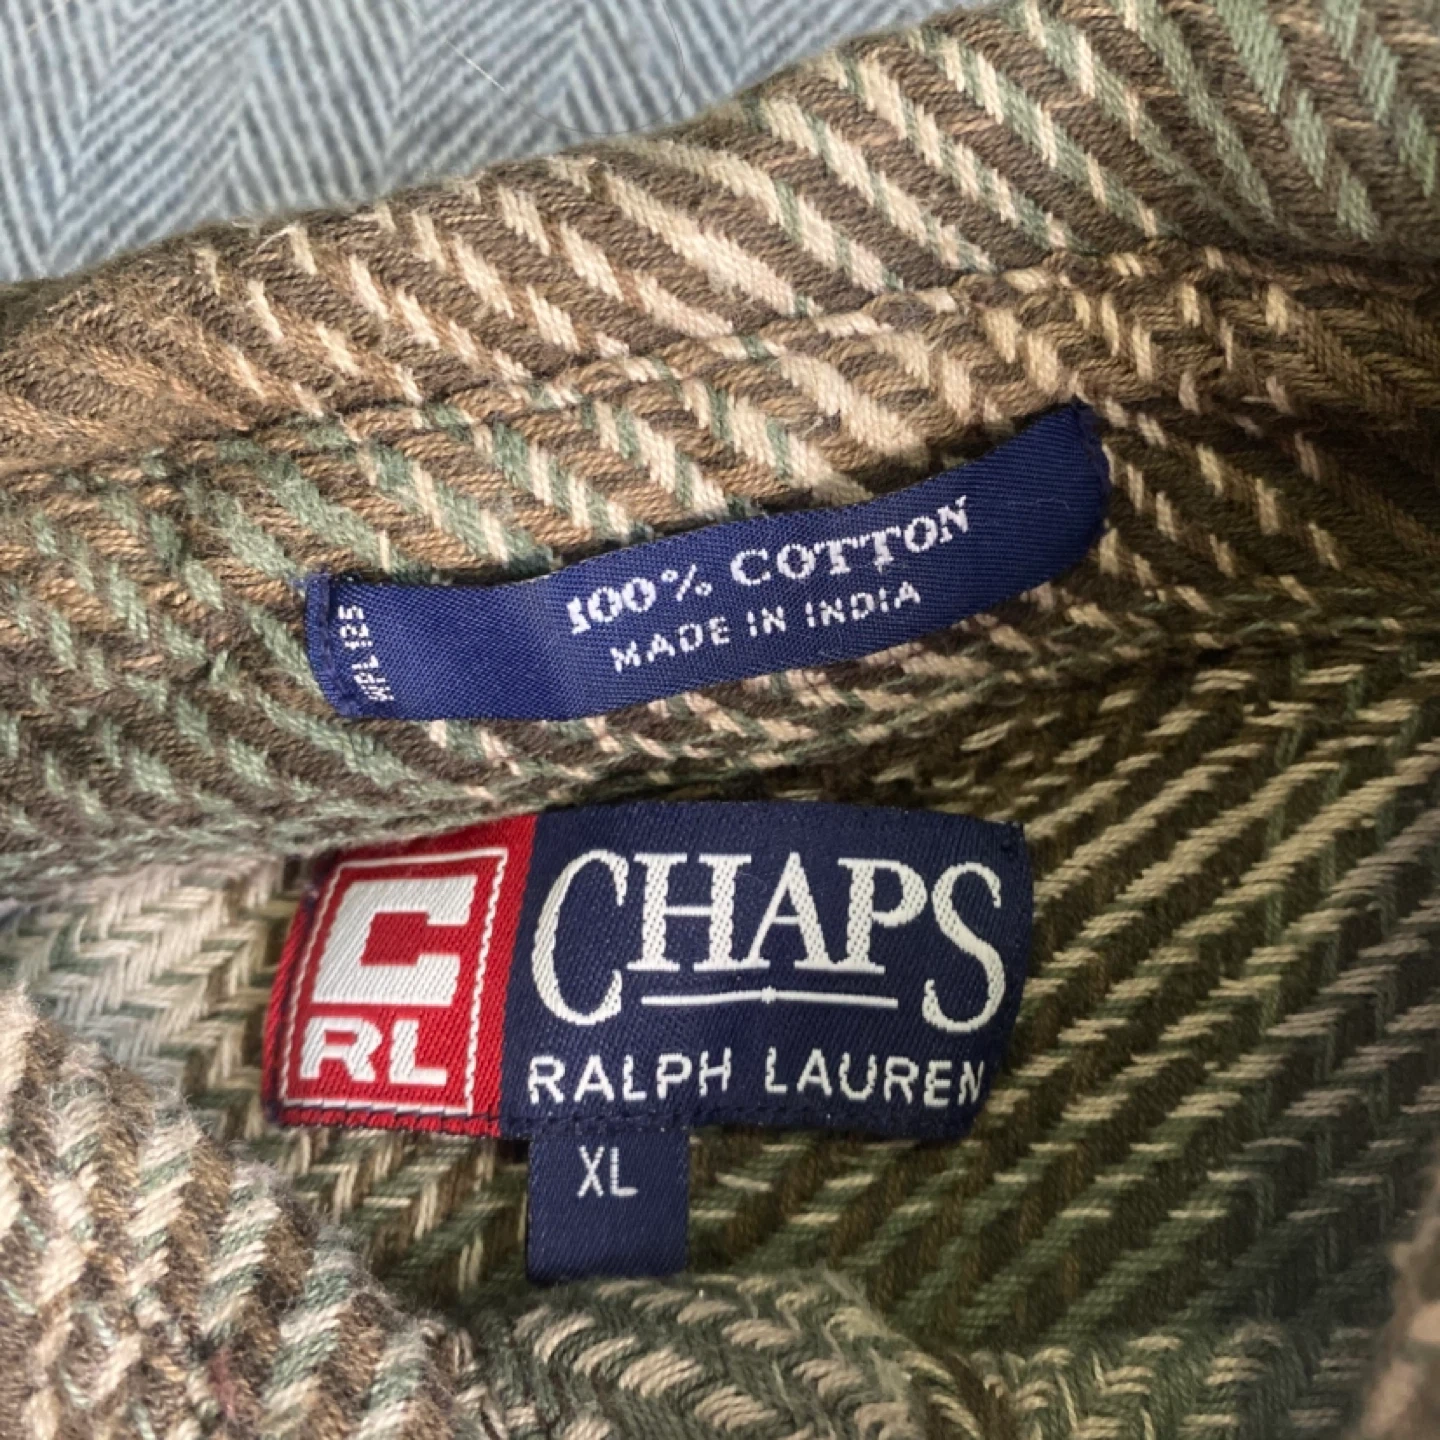 100% COTTON
MADE IN INDIA
C
RL
CHAPS
RALPH LAUREN
XL